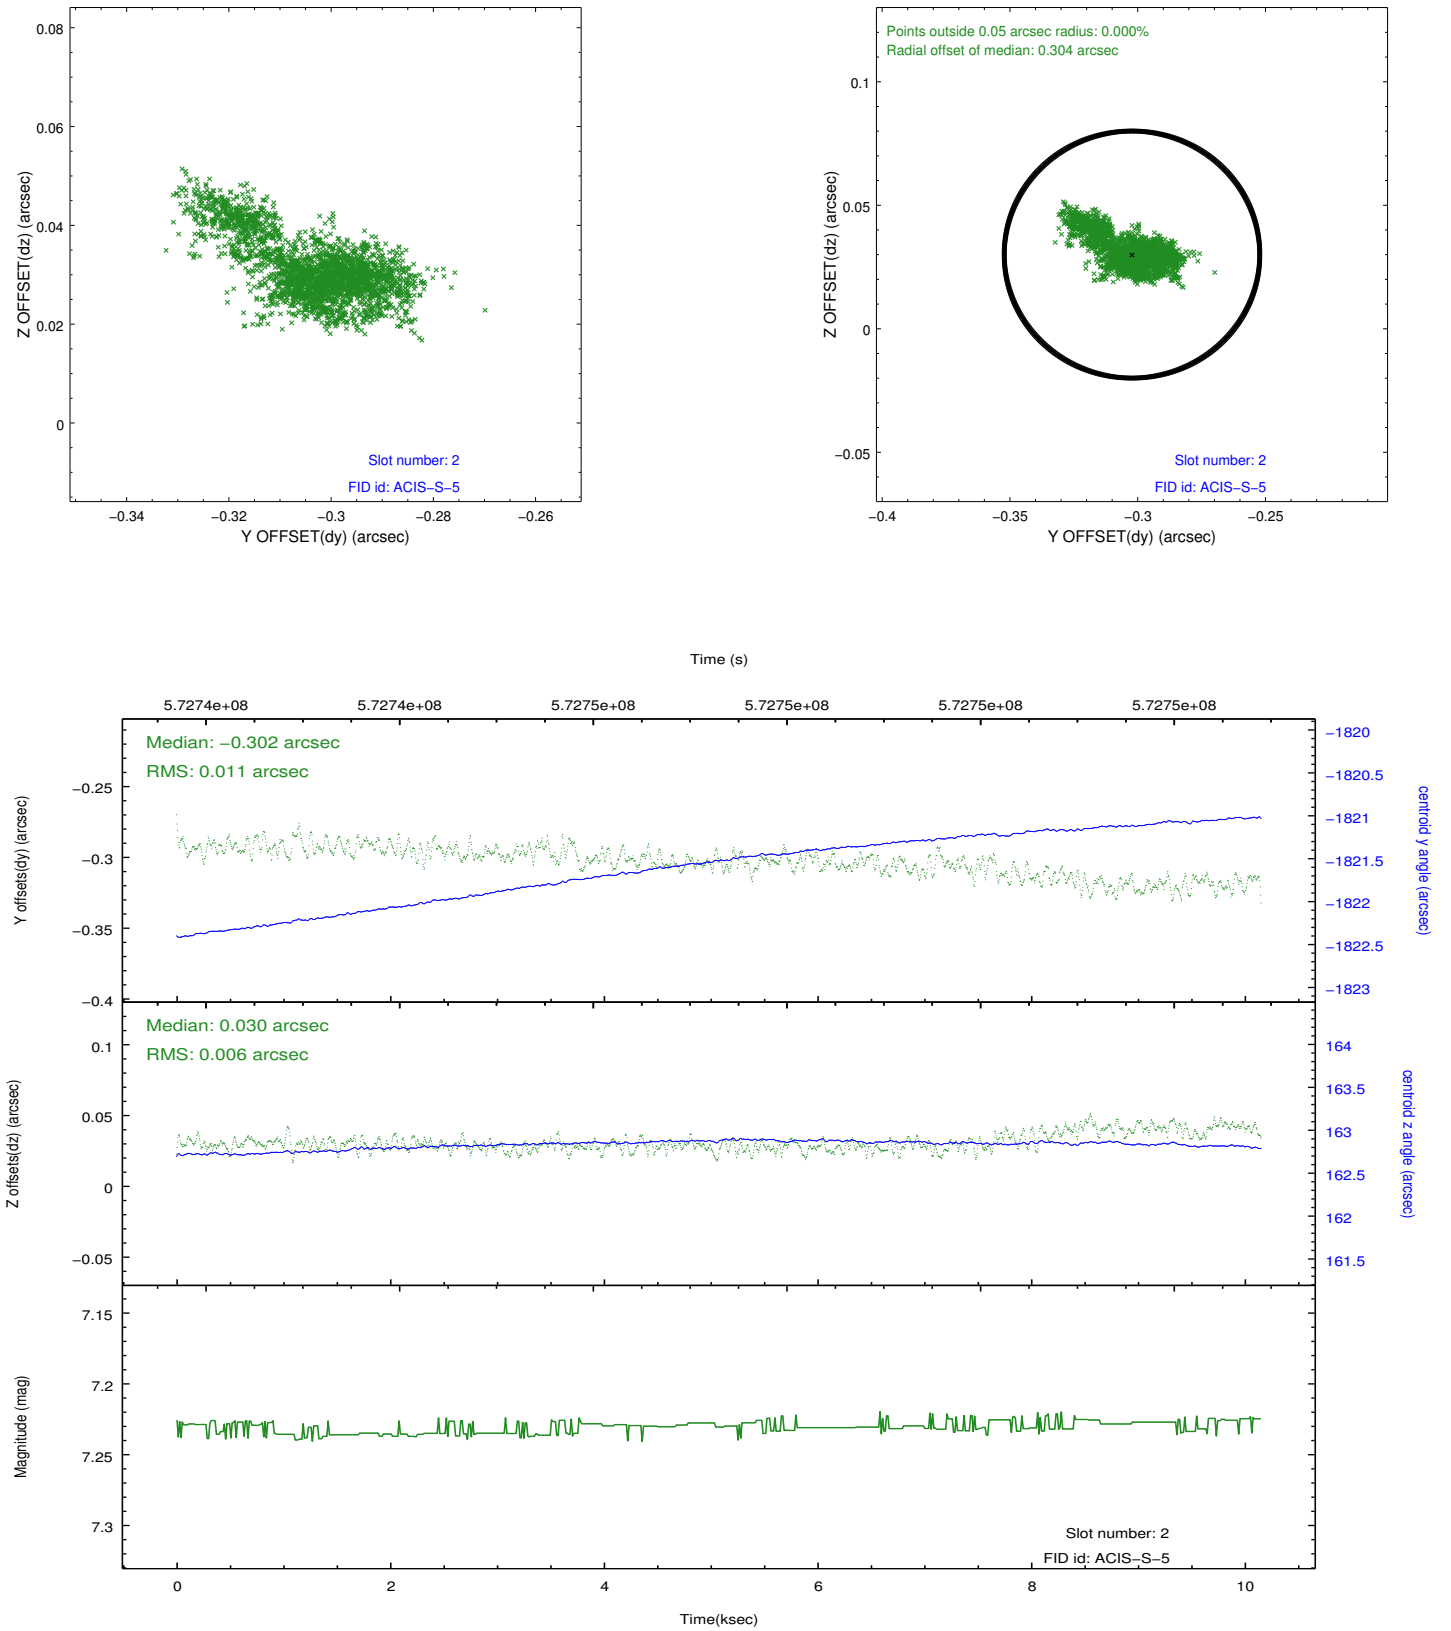 0.08
0.06
0.04
0.02
0
Z OFFSET(dz) (arcsec)
Slot number: 2
FID id: ACIS−S−5
−0.34
−0.32
−0.3
−0.28
−0.26
Y OFFSET(dy) (arcsec)
Points outside 0.05 arcsec radius: 0.000%
Radial offset of median: 0.304 arcsec
0.1
0.05
0
−0.05
Z OFFSET(dz) (arcsec)
Slot number: 2
FID id: ACIS−S−5
−0.4
−0.35
−0.3
−0.25
Y OFFSET(dy) (arcsec)
Time (s)
5.7274e+08
5.7274e+08
5.7275e+08
5.7275e+08
5.7275e+08
5.7275e+08
Median: −0.302 arcsec
RMS: 0.011 arcsec
−0.25
−0.3
−0.35
−0.4
Y offsets(dy) (arcsec)
−1820
−1820.5
−1821
−1821.5
−1822
−1822.5
−1823
centroid y angle (arcsec)
Median: 0.030 arcsec
RMS: 0.006 arcsec
0.1
0.05
0
−0.05
Z offsets(dz) (arcsec)
164
163.5
163
162.5
162
161.5
centroid z angle (arcsec)
7.15
7.2
7.25
7.3
Magnitude (mag)
Slot number: 2
FID id: ACIS−S−5
0
2
4
6
8
10
Time(ksec)